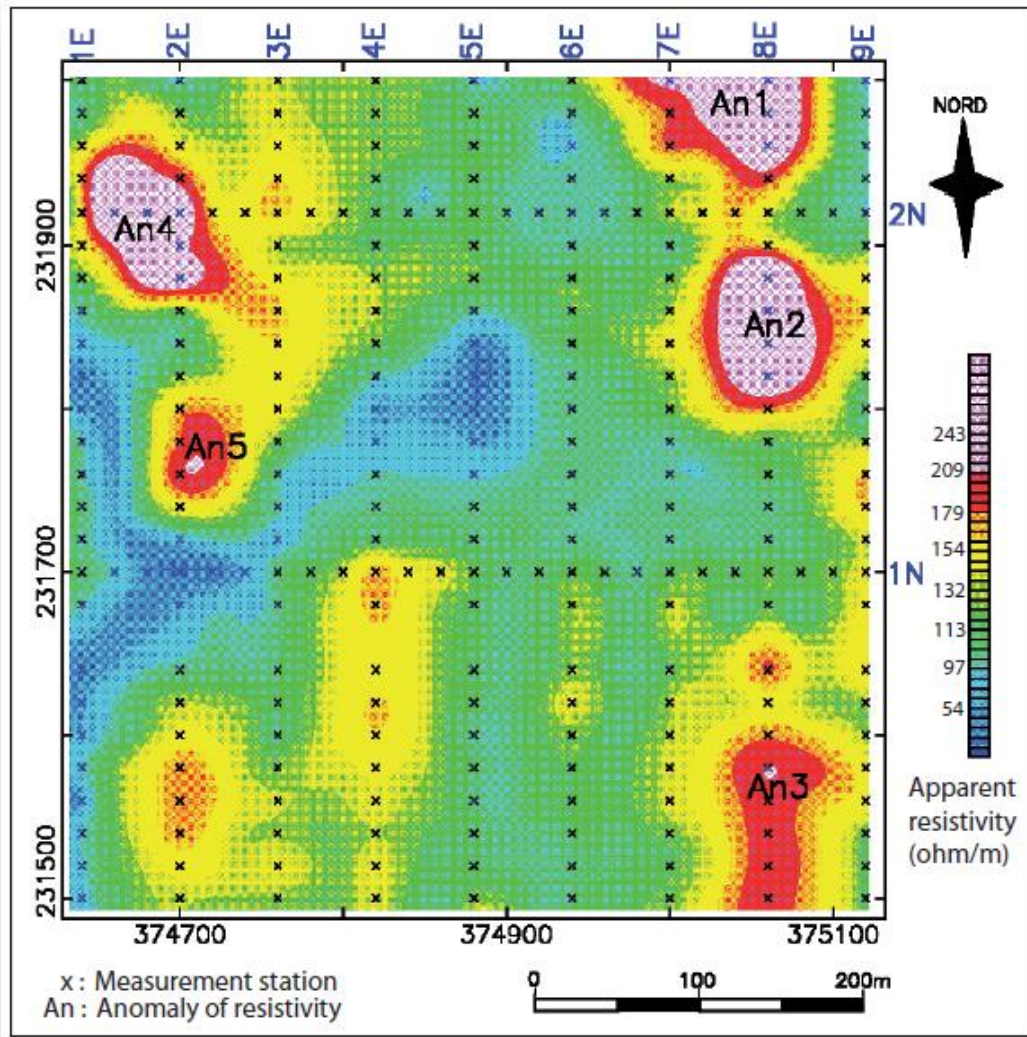 1E 2E 3E 4E 5E 6E 7E 8E 9E
NORD
An1
An4
2N
231900
An2
An5
243
209
179
154
132
113
97
54
231700
1N
An3
Apparent
resistivity
(ohm/m)
231500
374700 374900 375100
x : Measurement station
An : Anomaly of resistivity
0 100 200m